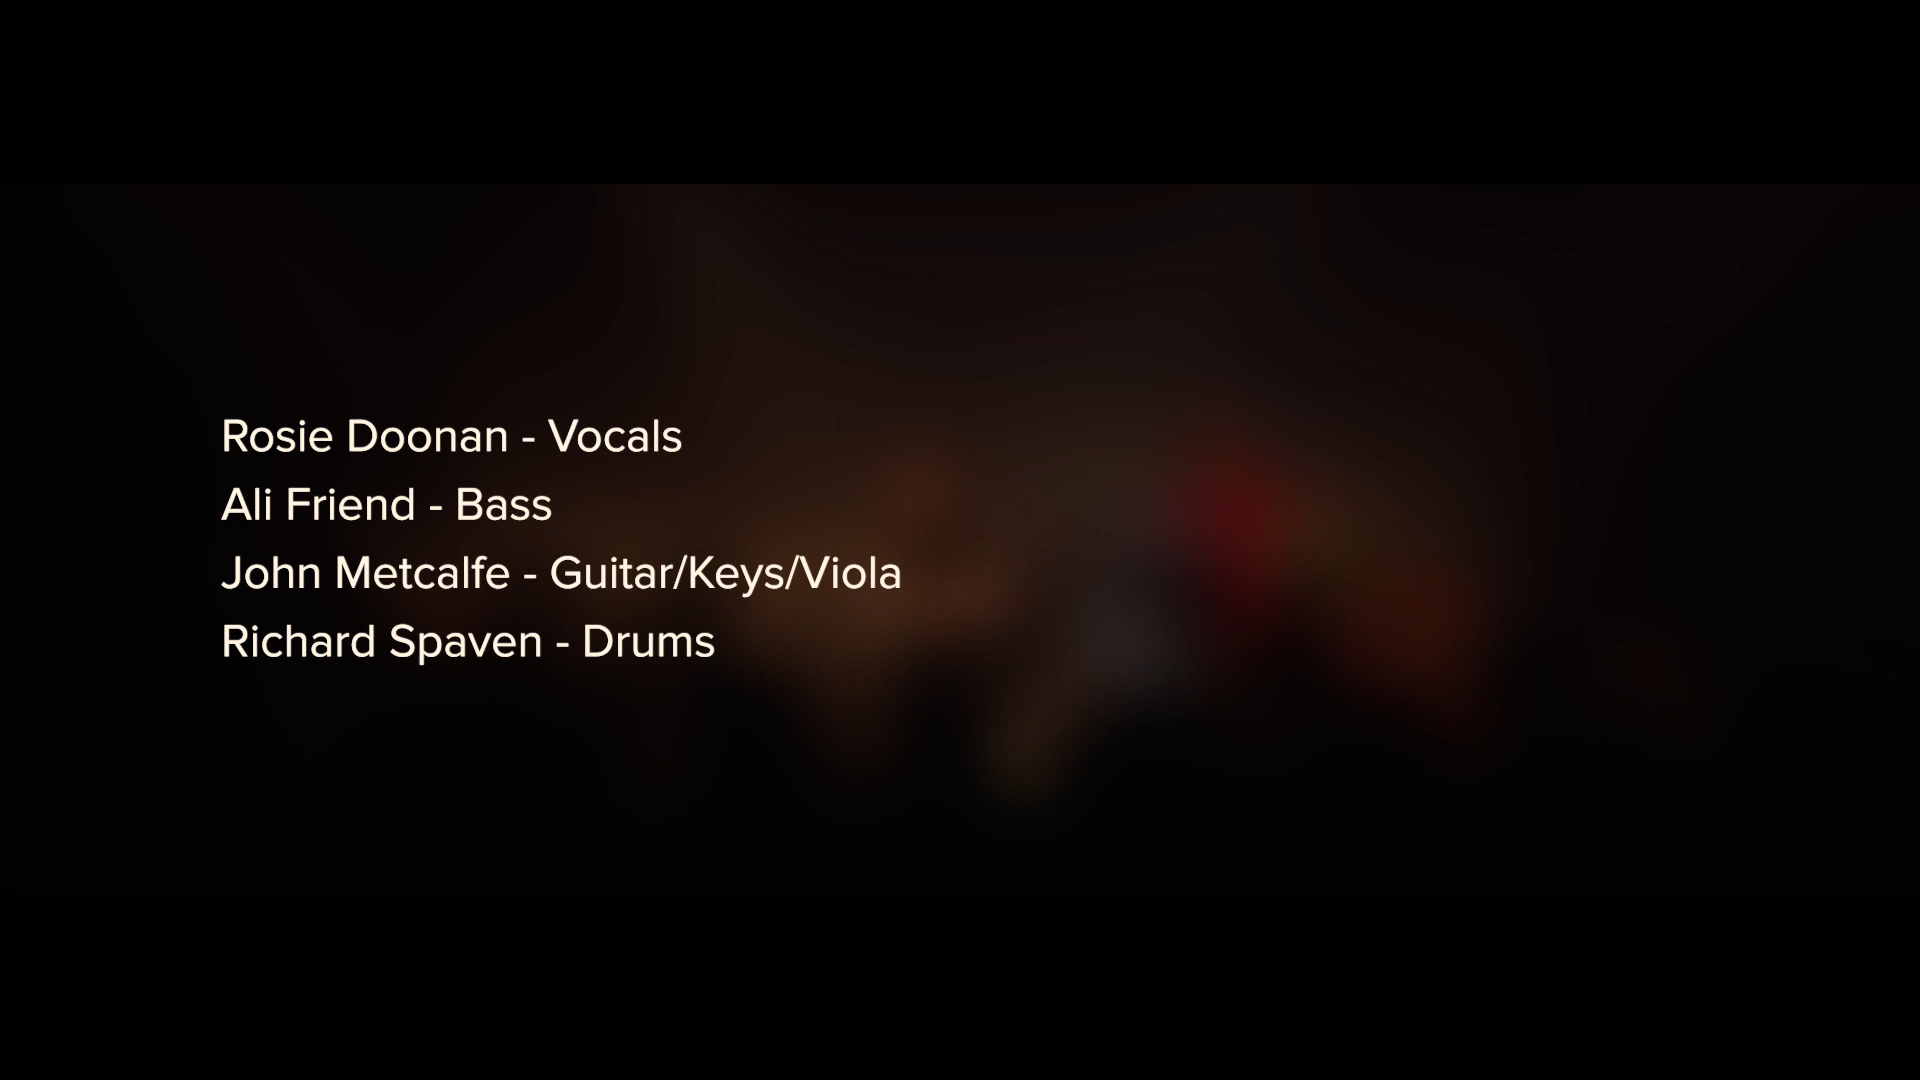 Rosie Doonan - Vocals
Ali Friend - Bass
John Metcalfe - Guitar/Keys/Viola
Richard Spaven - Drums